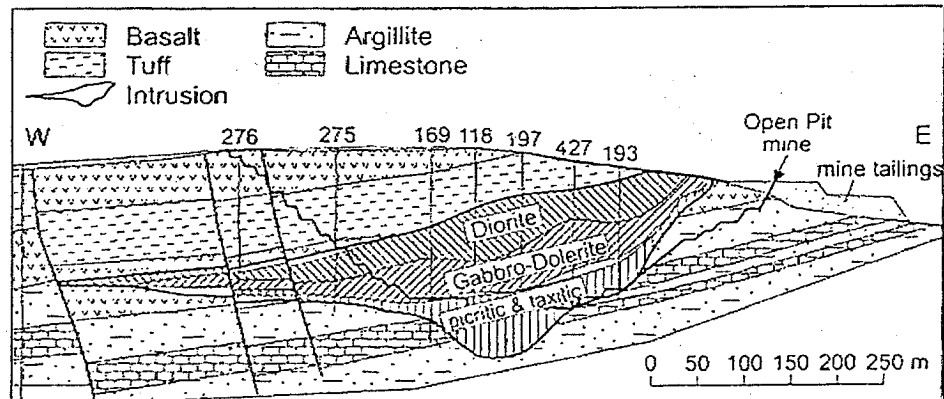 Basalt
Argillite
Tuff
Limestone
Intrusion
W
276 275 169 118 197 427 193
Open Pit
mine
E
mine tailings
Diorite
Gabbro-Dolerite
picritic & taxitic
0 50 100 150 200 250 m